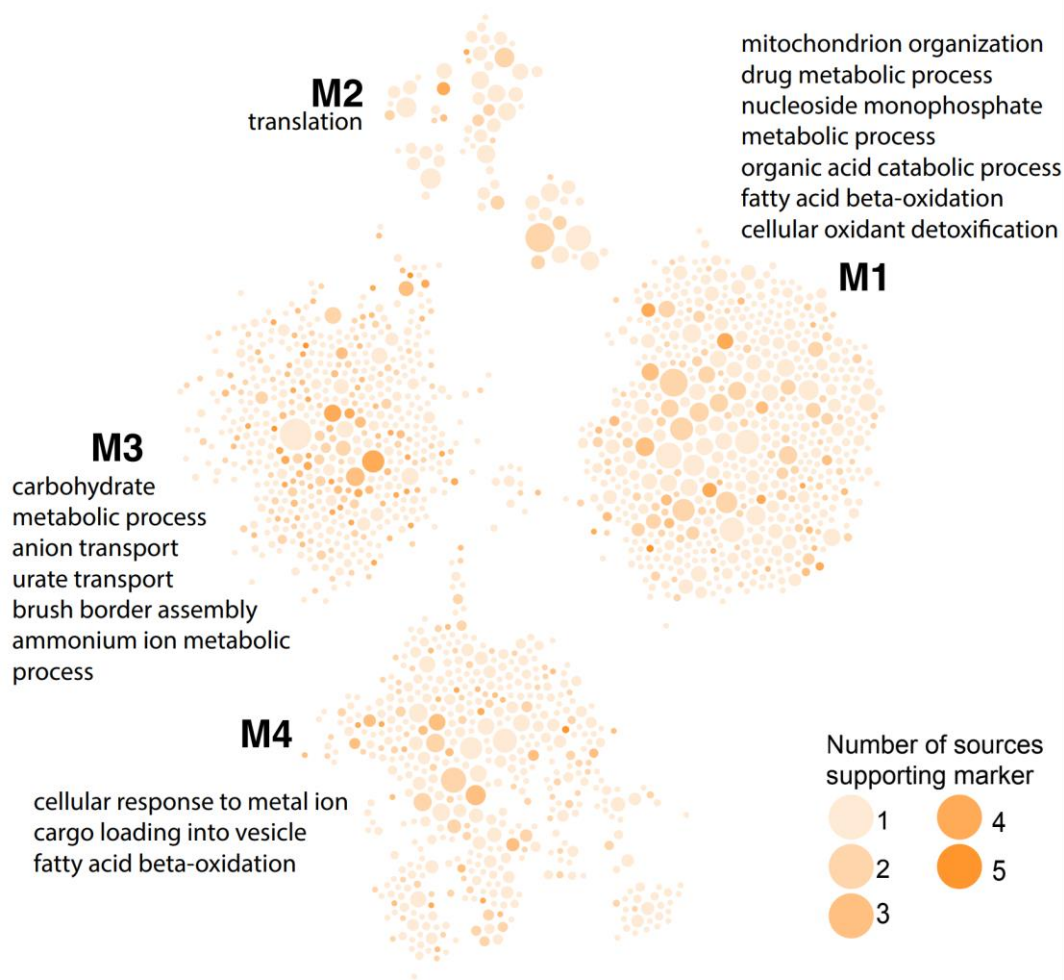 mitochondrion organization
drug metabolic process
nucleoside monophosphate
metabolic process
organic acid catabolic process
fatty acid beta-oxidation
cellular oxidant detoxification
M1
M2
translation
M3
carbohydrate
metabolic process
anion transport
urate transport
brush border assembly
ammonium ion metabolic
process
M4
cellular response to metal ion
cargo loading into vesicle
fatty acid beta-oxidation
Number of sources
supporting marker
1 4
2 5
3